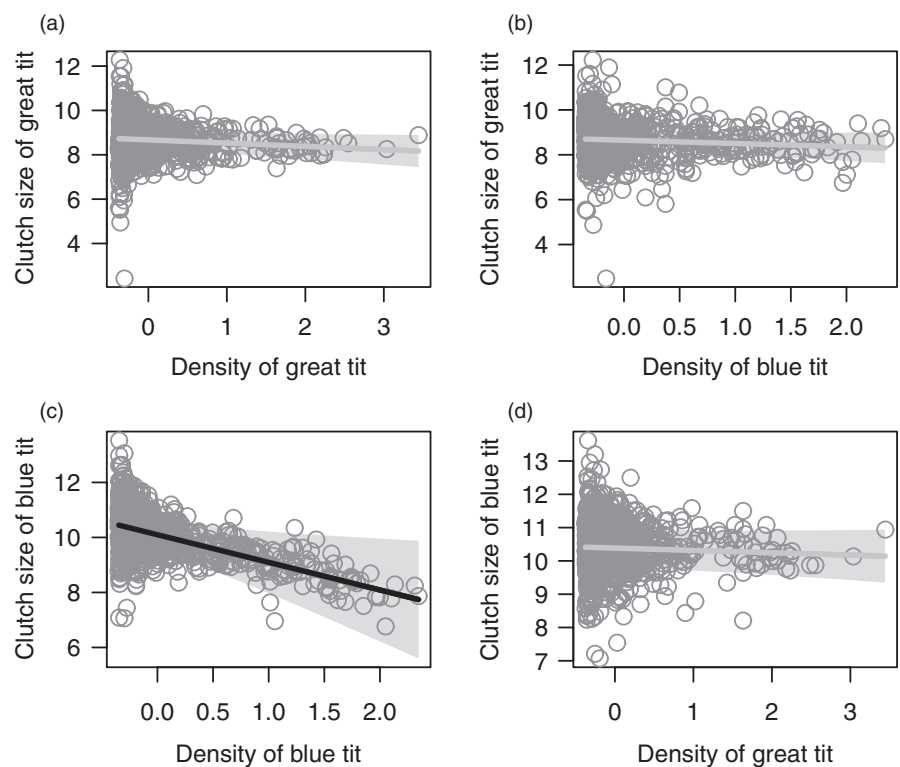 (a)
Clutch size of great tit
12
10
8
6
4
0 1 2 3
Density of great tit
(b)
Clutch size of great tit
12
10
8
6
4
0.0 0.5 1.0 1.5 2.0
Density of blue tit
(c)
Clutch size of blue tit
12
10
8
6
0.0 0.5 1.0 1.5 2.0
Density of blue tit
(d)
Clutch size of blue tit
13
12
11
10
9
8
7
0 1 2 3
Density of great tit